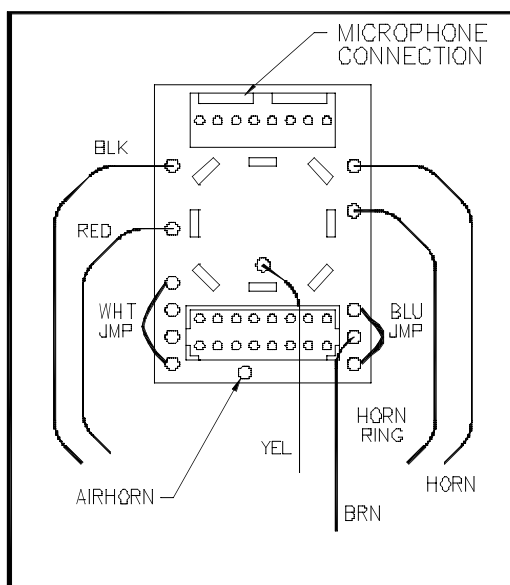 MICROPHONE
CONNECTION
BLK
RED
WHT
JMP
BLU
JMP
HORN
RING
YEL
AIRHORN
HORN
BRN